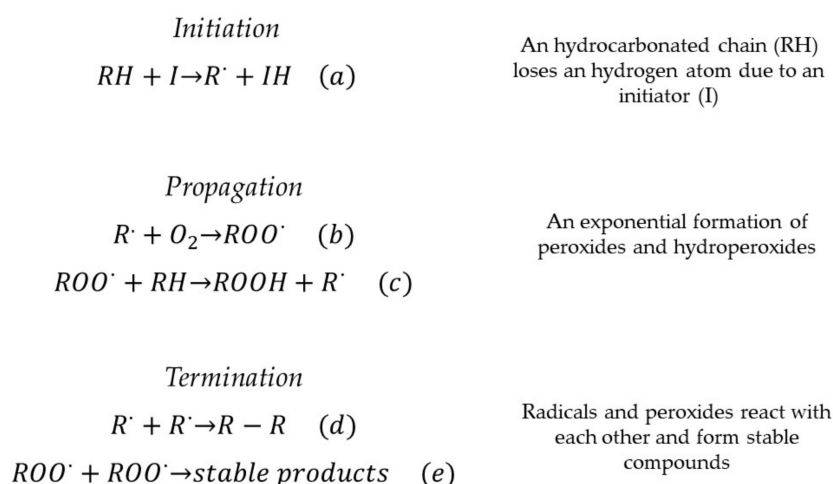 Initiation
RH + I→R˙ + IH (a)
An hydrocarbonated chain (RH)
loses an hydrogen atom due to an
initiator (I)
Propagation
R˙ + O₂→ROO˙ (b)
ROO˙ + RH→ROOH + R˙ (c)
An exponential formation of
peroxides and hydroperoxides
Termination
R˙ + R˙→R − R (d)
ROO˙ + ROO˙→stable products (e)
Radicals and peroxides react with
each other and form stable
compounds